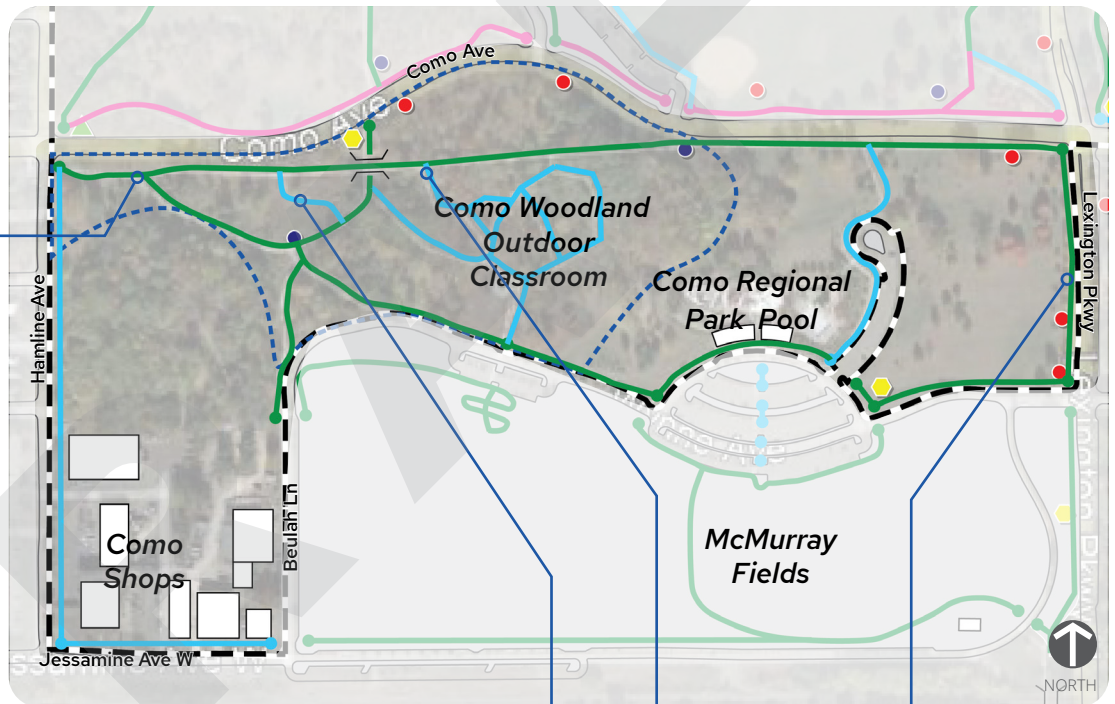 Como Ave
Como Ave
Como Woodland
Outdoor
Classroom
Como Regional
Park Pool
Lexington Pkwy
Hamline Ave
Beulah Ln
Como
Shops
McMurray
Fields
Jessamine Ave W
NORTH